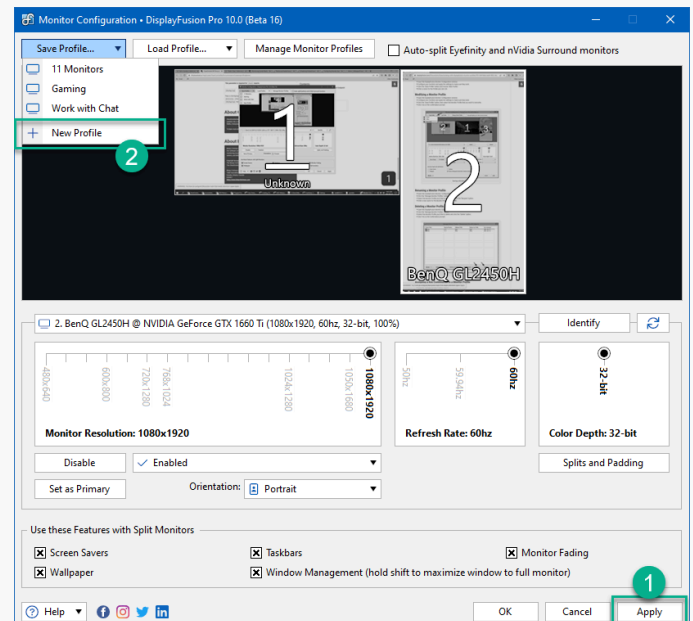 Monitor Configuration • DisplayFusion Pro 10.0 (Beta 16)
Save Profile... Load Profile... Manage Monitor Profiles Auto-split Eyefinity and nVidia Surround monitors
11 Monitors
Gaming
Work with Chat
New Profile
2
1
Unknown
1
2
BenQ GL2450H
2. BenQ GL2450H @ NVIDIA GeForce GTX 1660 Ti (1080x1920, 60hz, 32-bit, 100%) Identify
480x640 600x800 720x1280 768x1024 1024x1280 1050x1680 1080x1920
50hz 59.94hz 60hz
32-bit
Monitor Resolution: 1080x1920 Refresh Rate: 60hz Color Depth: 32-bit
Disable Enabled Splits and Padding
Set as Primary Orientation: Portrait
Use these Features with Split Monitors
Screen Savers Taskbars Monitor Fading
Wallpaper Window Management (hold shift to maximize window to full monitor)
1
Help OK Cancel Apply